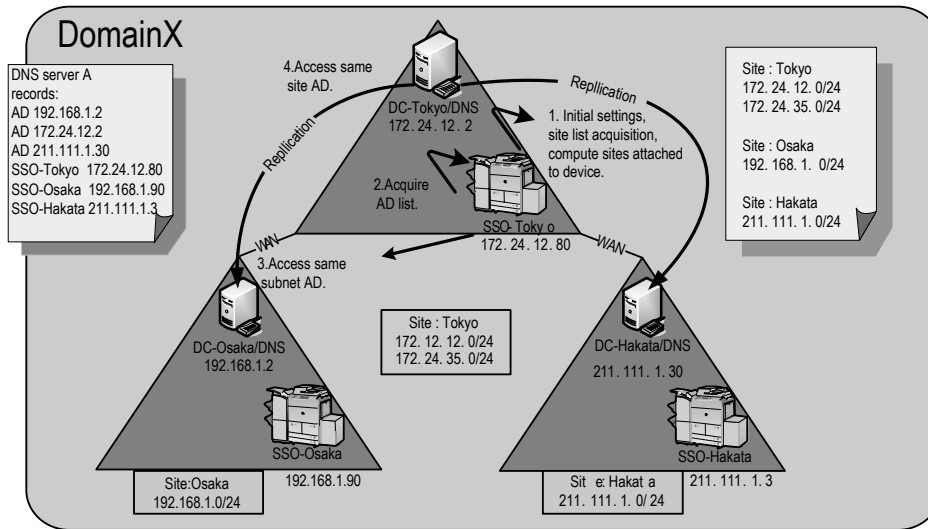 DomainX
DNS server A
records:
AD 192.168.1.2
AD 172.24.12.2
AD 211.111.1.30
SSO-Tokyo 172.24.12.80
SSO-Osaka 192.168.1.90
SSO-Hakata 211.111.1.3
4.Access same
site AD.
DC-Tokyo/DNS
172. 24. 12. 2
Repllication
Repllication
1. Initial settings,
site list acquisition,
compute sites attached
to device.
2.Acquire
AD list.
SSO- Toky o
172. 24. 12. 80
Site : Tokyo
172. 24. 12. 0/24
172. 24. 35. 0/24
Site : Osaka
192. 168. 1. 0/24
Site : Hakata
211. 111. 1. 0/24
WAN
WAN
3.Access same
subnet AD.
DC-Osaka/DNS
192.168.1.2
SSO-Osaka
192.168.1.90
Site:Osaka
192.168.1.0/24
Site : Tokyo
172. 12. 12. 0/24
172. 24. 35. 0/24
DC-Hakata/DNS
211. 111. 1. 30
SSO-Hakata
211. 111. 1. 3
Sit e: Hakat a
211. 111. 1. 0/ 24